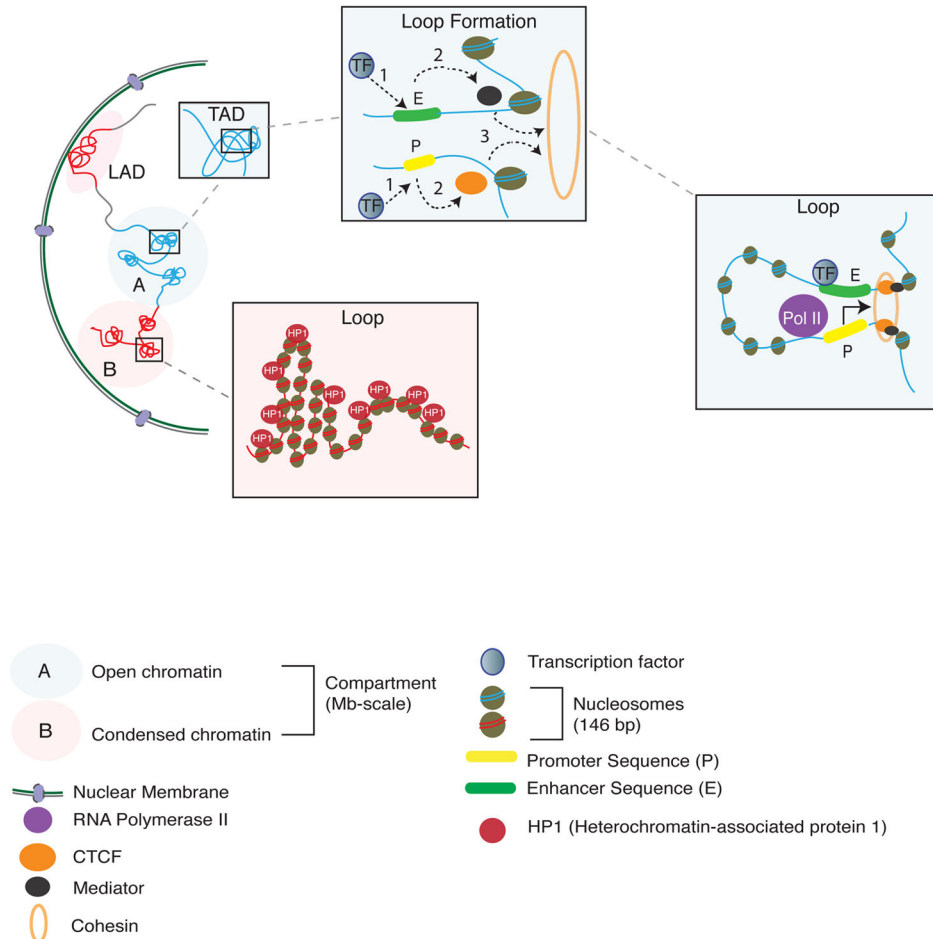 Loop Formation
TF
1
2
E
3
P
1
2
TF
TAD
LAD
A
B
Loop
HP1
HP1
HP1
HP1
HP1
HP1
HP1
HP1
HP1
Loop
TF
E
Pol II
P
A
Open chromatin
B
Condensed chromatin
Compartment
(Mb-scale)
Nuclear Membrane
RNA Polymerase II
CTCF
Mediator
Cohesin
Transcription factor
Nucleosomes
(146 bp)
Promoter Sequence (P)
Enhancer Sequence (E)
HP1 (Heterochromatin-associated protein 1)